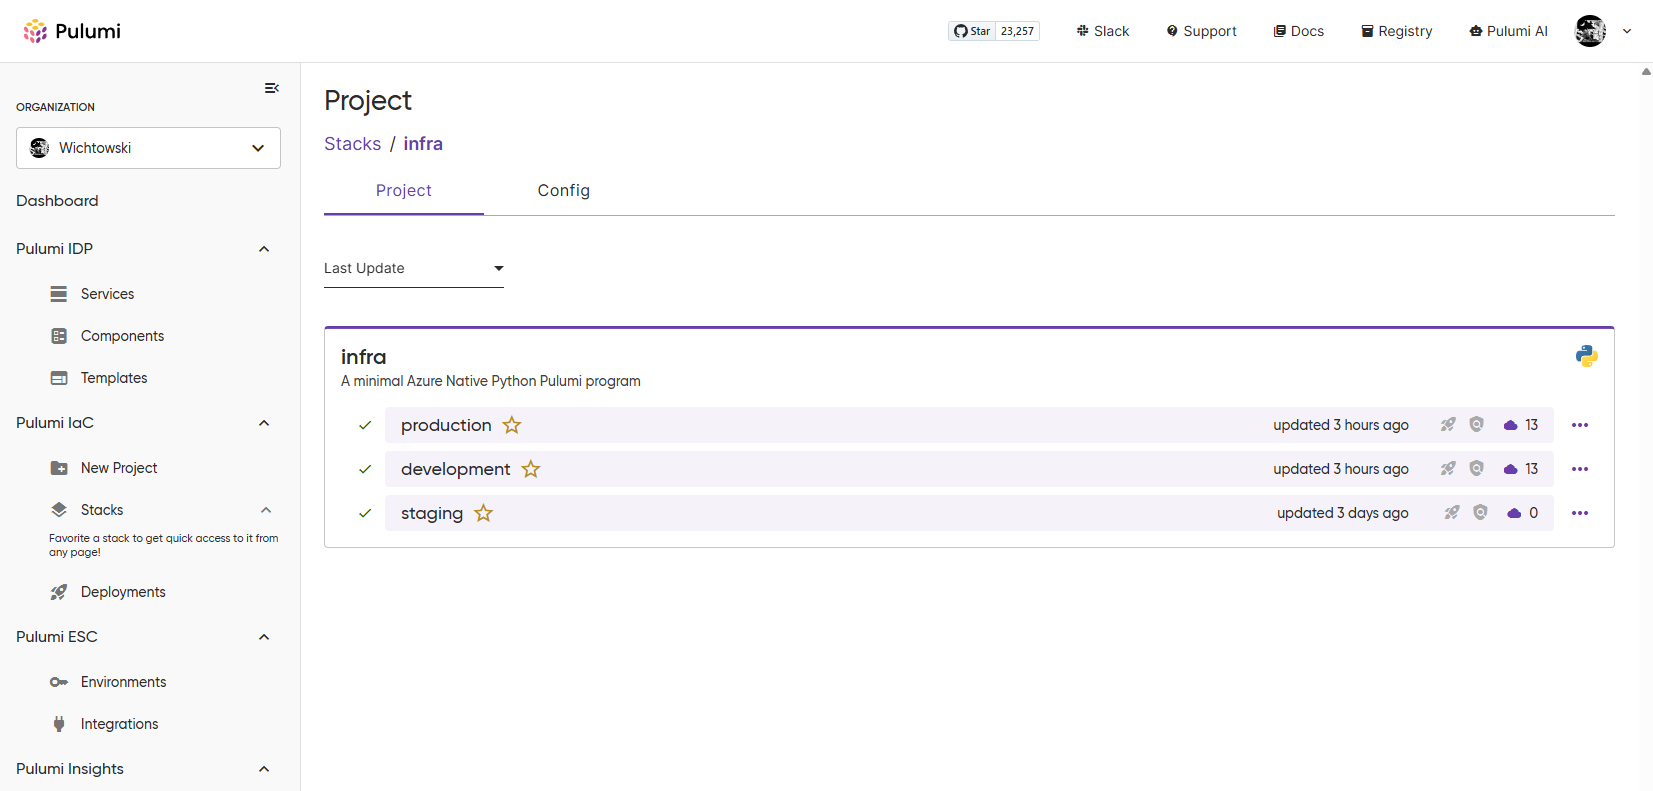 Pulumi
Star 23,257
Slack
Support
Docs
Registry
Pulumi AI
ORGANIZATION
Wichtowski
Dashboard
Pulumi IDP
Services
Components
Templates
Pulumi IaC
New Project
Stacks
Favorite a stack to get quick access to it from
any page!
Deployments
Pulumi ESC
Environments
Integrations
Pulumi Insights
Project
Stacks / infra
Project Config
Last Update
infra
A minimal Azure Native Python Pulumi program
production updated 3 hours ago 13
development updated 3 hours ago 13
staging updated 3 days ago 0